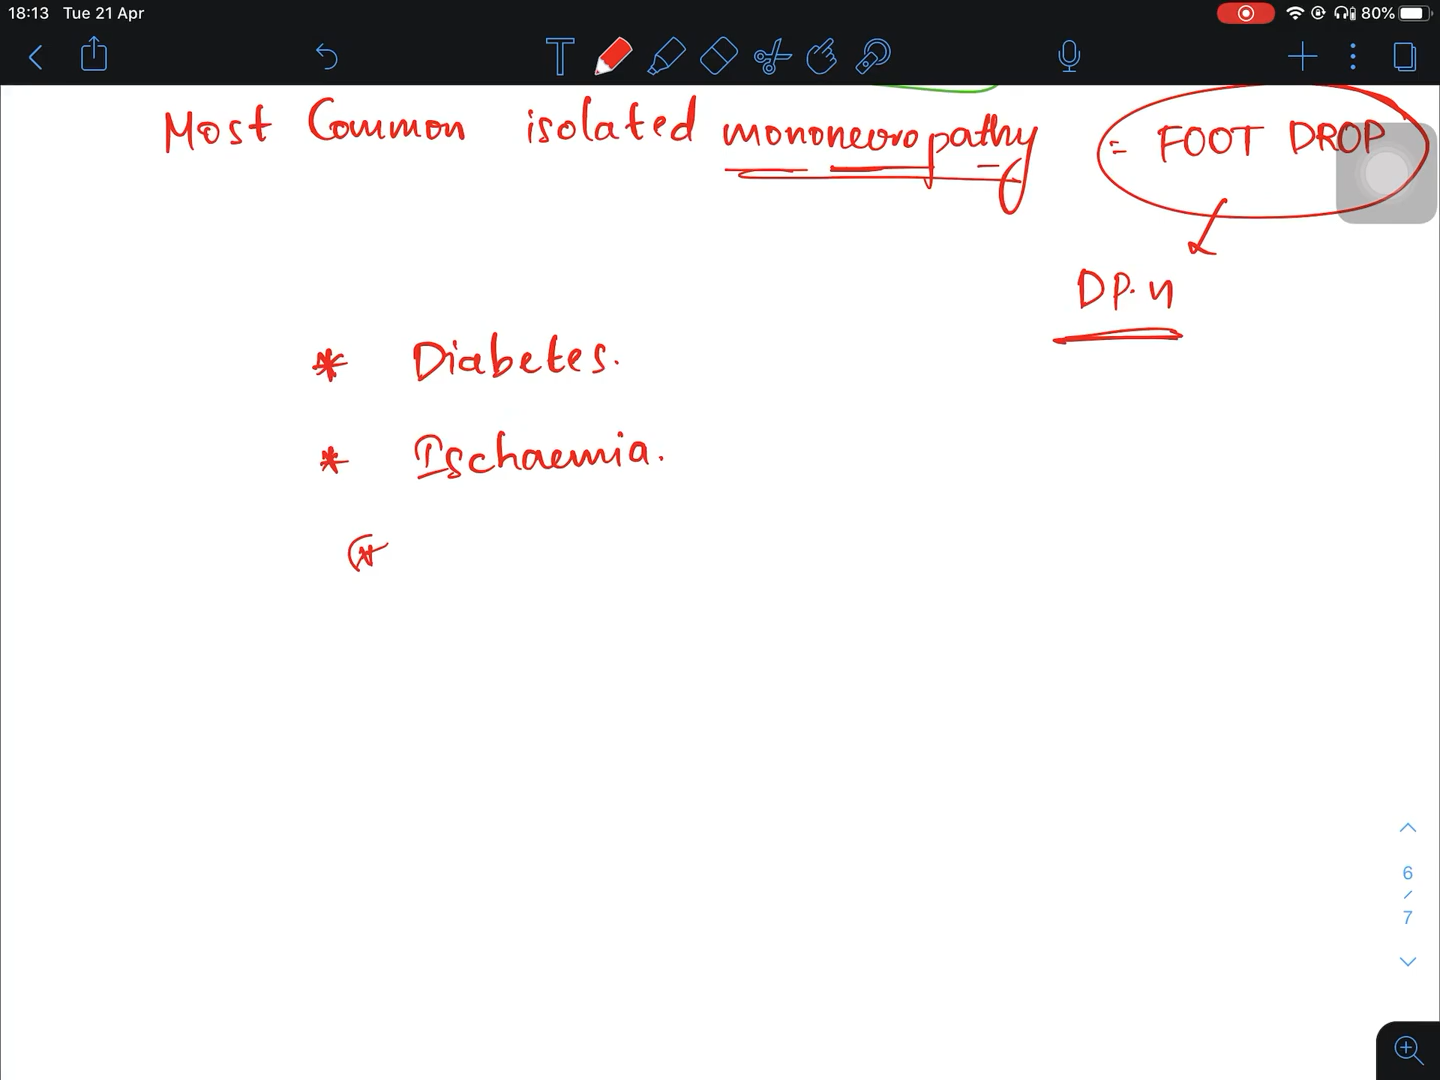 18:13 Tue 21 Apr 80%
Most Common isolated mononeuropathy = FOOT DROP
DP.n
* Diabetes.
* Ischaemia.
*
6
/
7